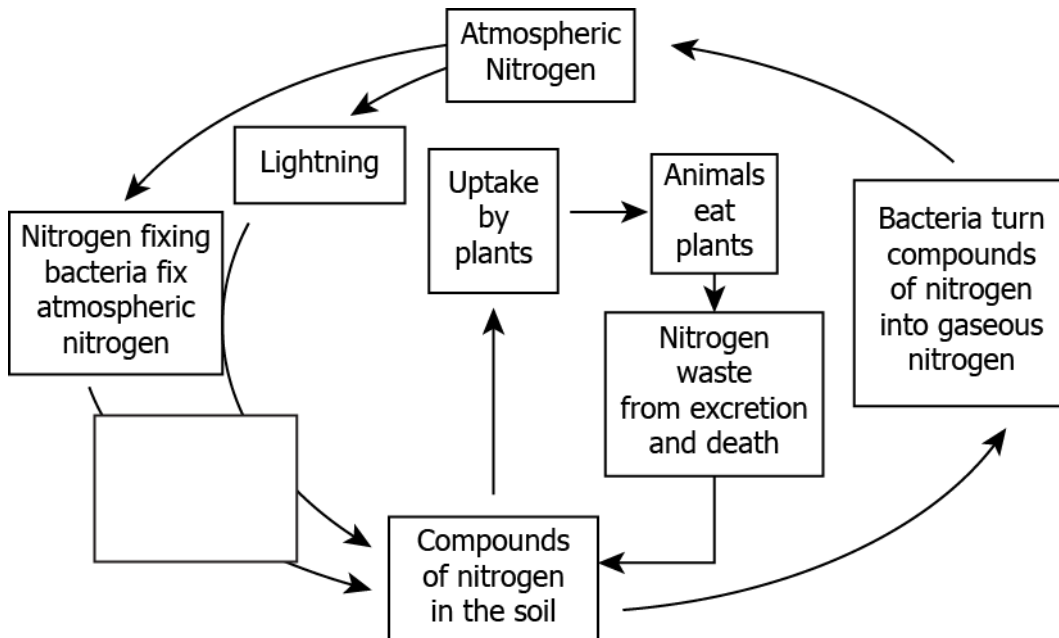 Atmospheric
Nitrogen
Lightning
Uptake
by
plants
Animals
eat
plants
Nitrogen fixing
bacteria fix
atmospheric
nitrogen
Bacteria turn
compounds
of nitrogen
into gaseous
nitrogen
Nitrogen
waste
from excretion
and death
Compounds
of nitrogen
in the soil